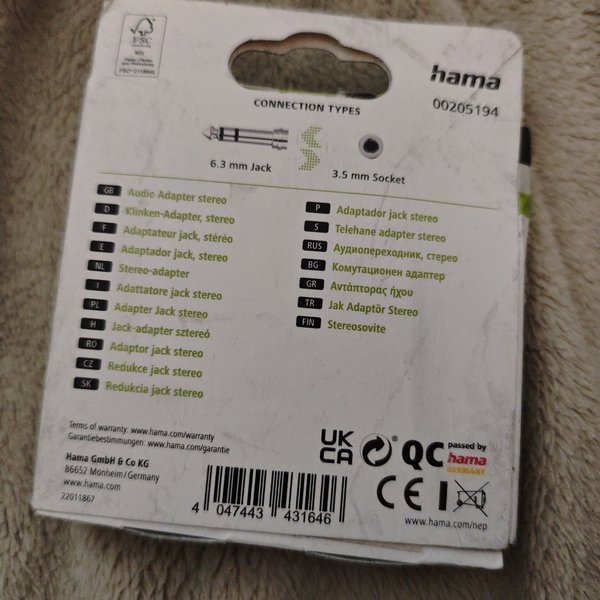 FSC
MIX
FSC® C118840
hama
CONNECTION TYPES
00205194
6.3 mm Jack
3.5 mm Socket
GB Audio Adapter stereo
D Klinken-Adapter, stereo
F Adaptateur jack, stéréo
E Adaptador jack, stereo
NL Stereo-adapter
I Adattatore jack stereo
PL Adapter Jack stereo
H Jack-adapter sztereó
RO Adaptor jack stereo
CZ Redukce jack stereo
SK Redukcia jack stereo
P Adaptador jack stereo
S Telehane adapter stereo
RUS Аудиопереходник, стерео
BG Комутационен адаптер
GR Αντάπτορας ήχου
TR Jak Adaptör Stereo
FIN Stereosovite
Terms of warranty: www.hama.com/warranty
Garantiebestimmungen: www.hama.com/garantie
Hama GmbH & Co KG
86652 Monheim/Germany
www.hama.com
22011867
4 047443 431646
UK
CA
®
QC passed by
hama
GERMANY
CE
www.hama.com/nep